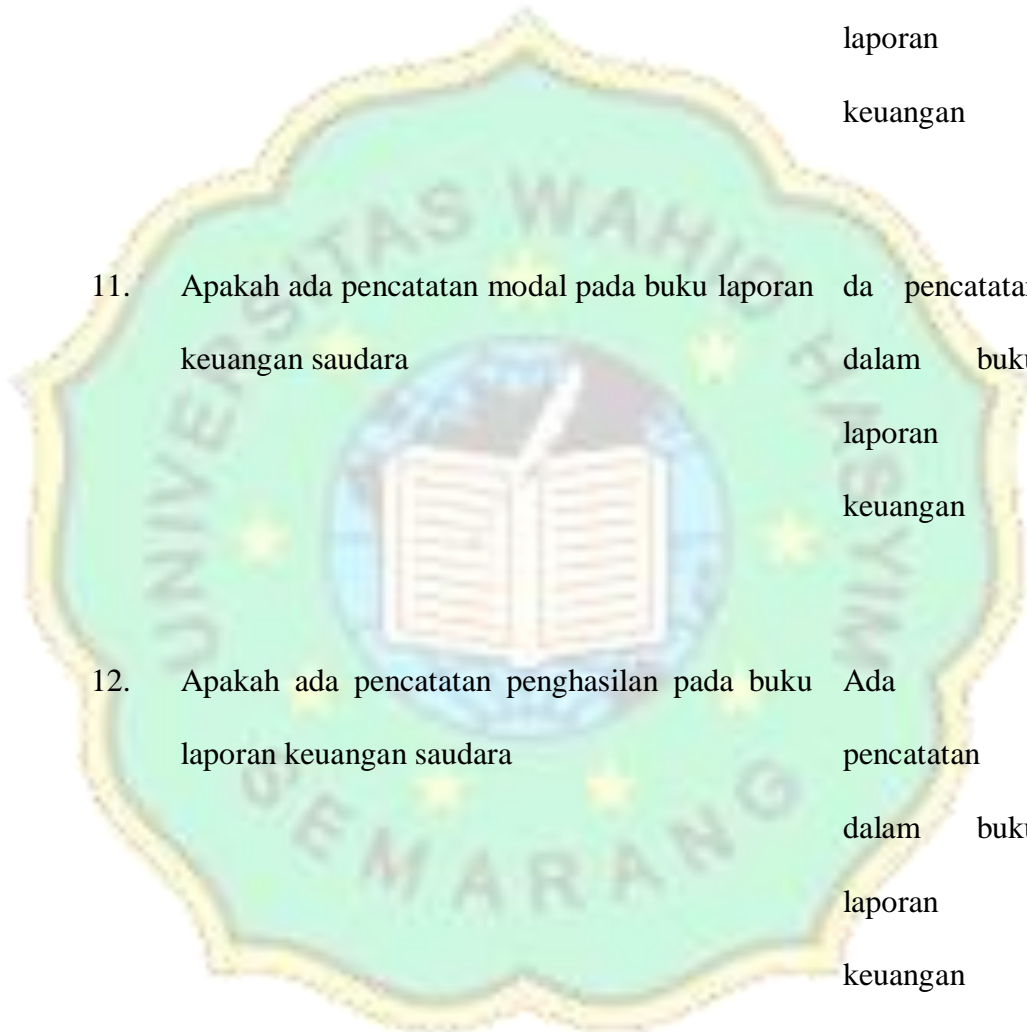 laporan
keuangan
11. Apakah ada pencatatan modal pada buku laporan da pencatatan
keuangan saudara dalam buku
laporan
keuangan
12. Apakah ada pencatatan penghasilan pada buku Ada
laporan keuangan saudara pencatatan
dalam buku
laporan
keuangan
UNIVERSITAS WAHID HASYIM
SEMARANG